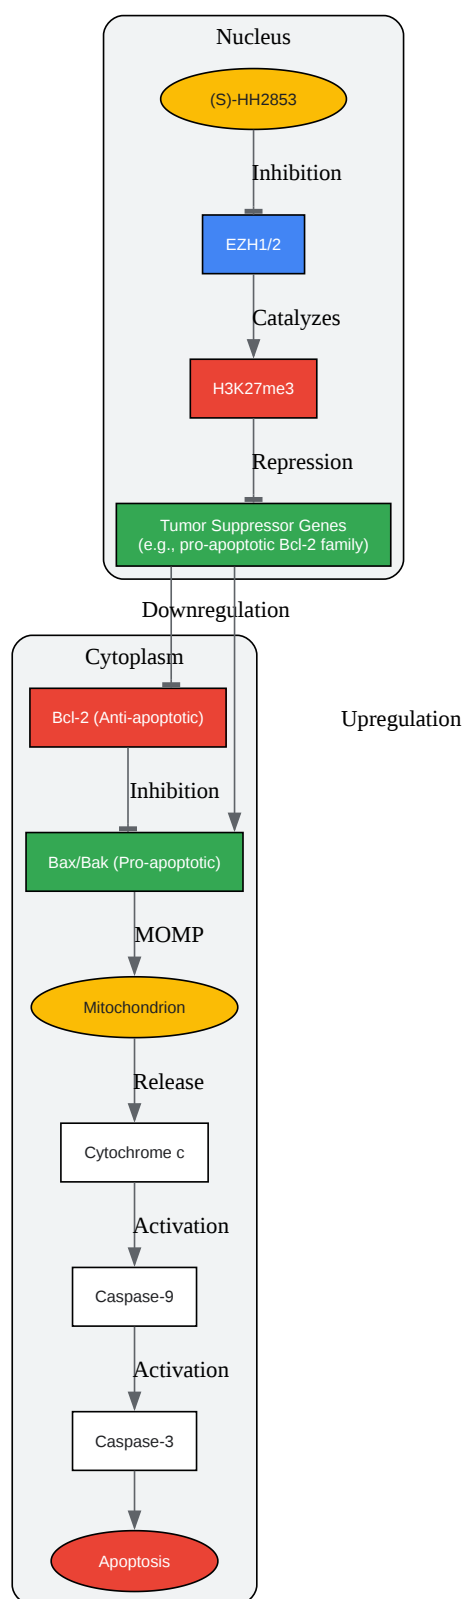 Nucleus
(S)-HH2853
Inhibition
EZH1/2
Catalyzes
H3K27me3
Repression
Tumor Suppressor Genes
(e.g., pro-apoptotic Bcl-2 family)
Downregulation
Cytoplasm
Bcl-2 (Anti-apoptotic)
Upregulation
Inhibition
Bax/Bak (Pro-apoptotic)
MOMP
Mitochondrion
Release
Cytochrome c
Activation
Caspase-9
Activation
Caspase-3
Apoptosis